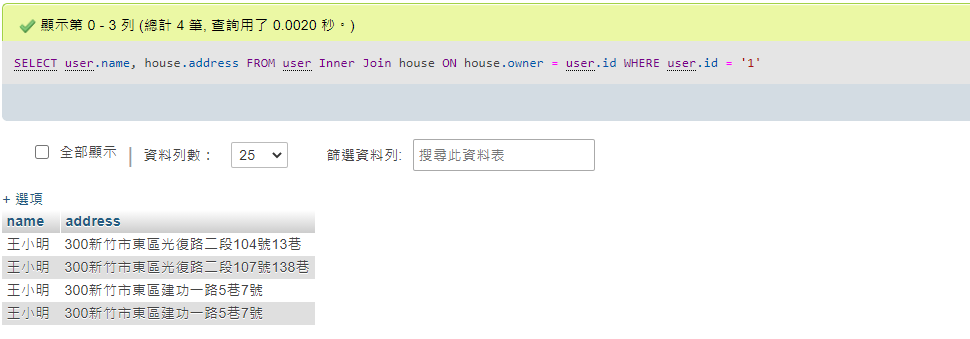 顯示第 0 - 3 列 (總計 4 筆, 查詢用了 0.0020 秒。)
SELECT user.name, house.address FROM user Inner Join house ON house.owner = user.id WHERE user.id = '1'
全部顯示 | 資料列數： 25 篩選資料列: 搜尋此資料表
+ 選項
name address
王小明 300新竹市東區光復路二段104號13巷
王小明 300新竹市東區光復路二段107號138巷
王小明 300新竹市東區建功一路5巷7號
王小明 300新竹市東區建功一路5巷7號